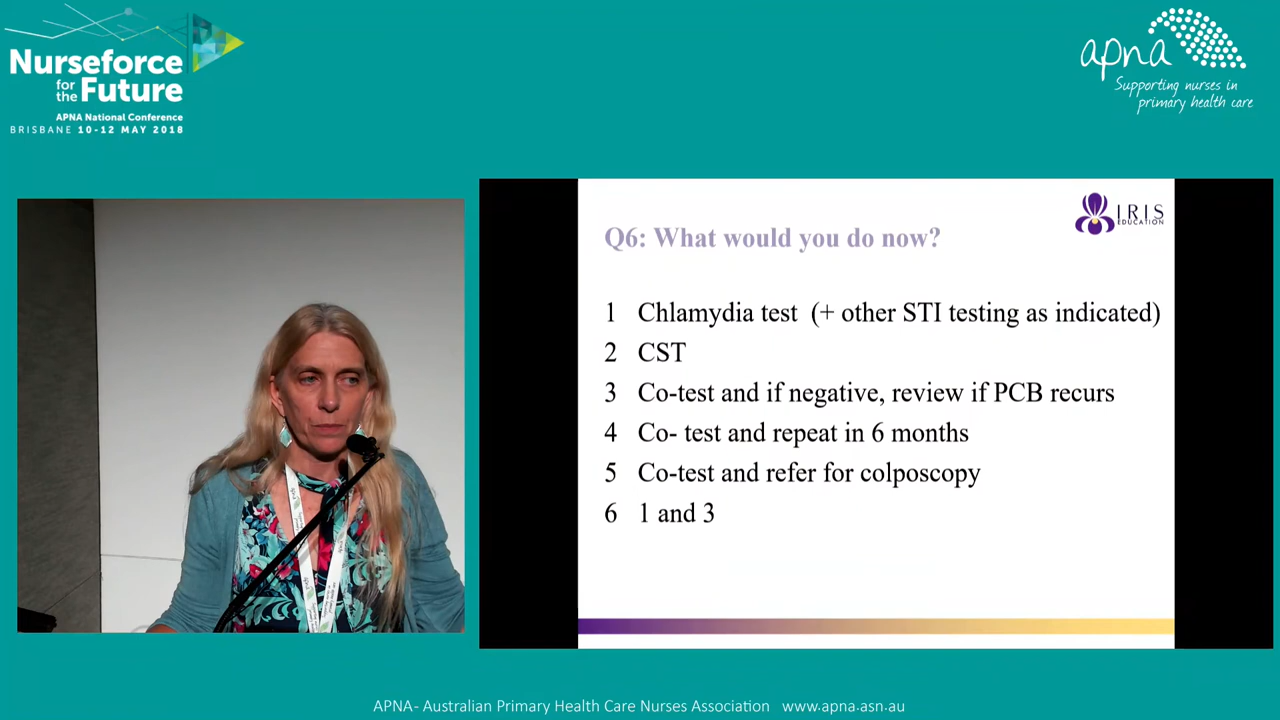 Nurseforce
for the Future
APNA National Conference
BRISBANE 10-12 MAY 2018
apna
Supporting nurses in
primary health care
IRIS
EDUCATION
Q6: What would you do now?
1 Chlamydia test (+ other STI testing as indicated)
2 CST
3 Co-test and if negative, review if PCB recurs
4 Co- test and repeat in 6 months
5 Co-test and refer for colposcopy
6 1 and 3
APNA- Australian Primary Health Care Nurses Association www.apna.asn.au